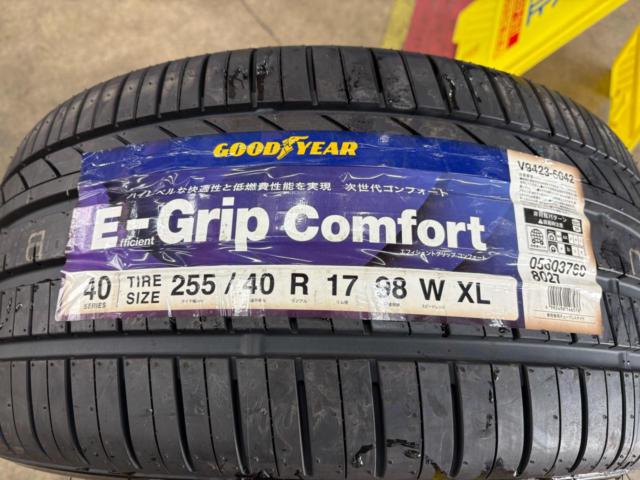 GOODYEAR
ハイレベルな快適性と低燃費性能を実現 次世代コンフォート
E-Grip Comfort
fficient
エフィシェントグリップ コンフォート
40 SERIES
TIRE SIZE 255 / 40 R 17 98 W XL
V9423-5042
05603760